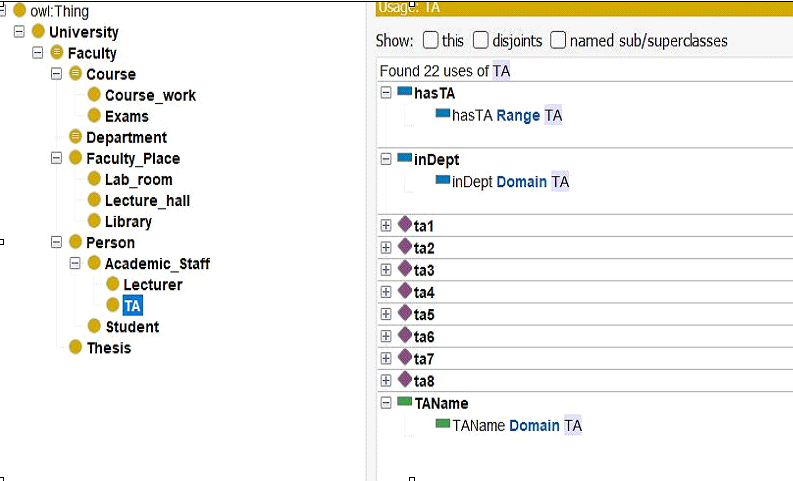 owl:Thing
University
Faculty
Course
Course_work
Exams
Department
Faculty_Place
Lab_room
Lecture_hall
Library
Person
Academic_Staff
Lecturer
TA
Student
Thesis
Usage: TA
Show: this disjoints named sub/superclasses
Found 22 uses of TA
hasTA
hasTA Range TA
inDept
inDept Domain TA
ta1
ta2
ta3
ta4
ta5
ta6
ta7
ta8
TAName
TAName Domain TA